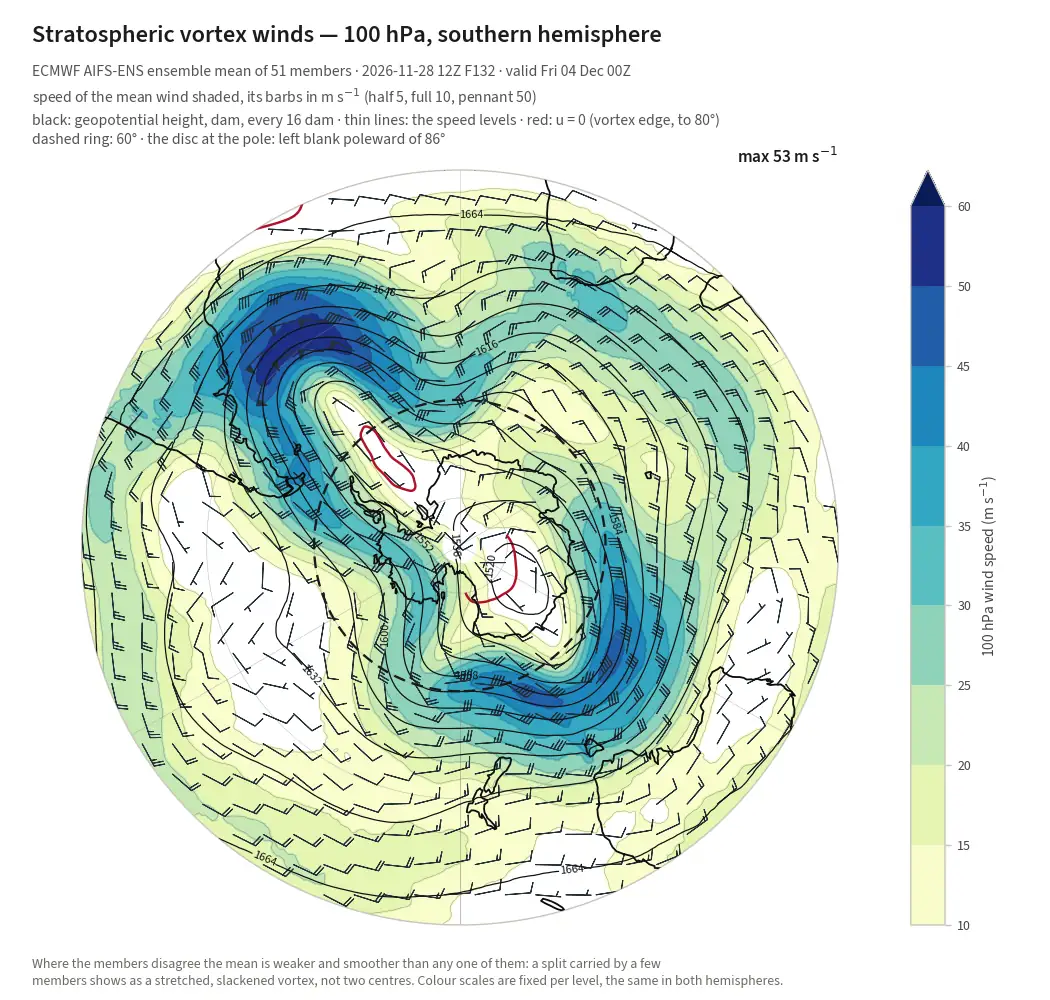 Stratospheric vortex winds — 100 hPa, southern hemisphere
ECMWF AIFS-ENS ensemble mean of 51 members · 2026-11-28 12Z F132 · valid Fri 04 Dec 00Z
speed of the mean wind shaded, its barbs in m s⁻¹ (half 5, full 10, pennant 50)
black: geopotential height, dam, every 16 dam · thin lines: the speed levels · red: u = 0 (vortex edge, to 80°)
dashed ring: 60° · the disc at the pole: left blank poleward of 86°
max 53 m s⁻¹
1664
1648
1616
1584
1552
1536
1520
1600
1568
1632
1664
1664
60
50
45
40
35
30
25
20
15
10
100 hPa wind speed (m s⁻¹)
Where the members disagree the mean is weaker and smoother than any one of them: a split carried by a few
members shows as a stretched, slackened vortex, not two centres. Colour scales are fixed per level, the same in both hemispheres.